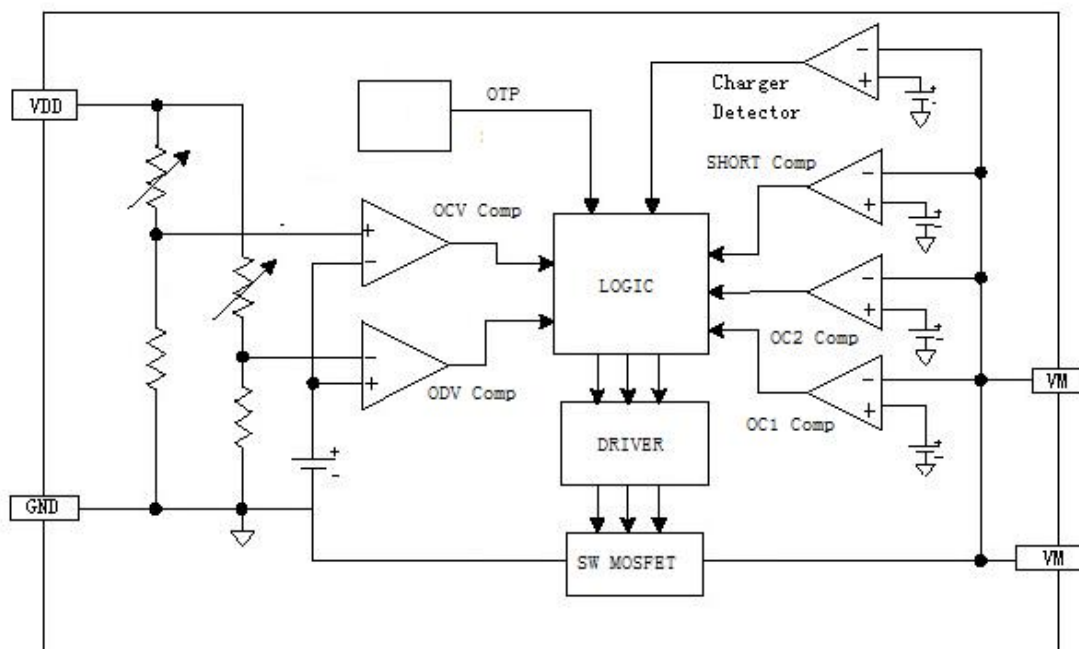 VDD
OTP
Charger
Detector
SHORT Comp
OCV Comp
LOGIC
OC2 Comp
ODV Comp
VM
OC1 Comp
DRIVER
GND
SW MOSFET
VM